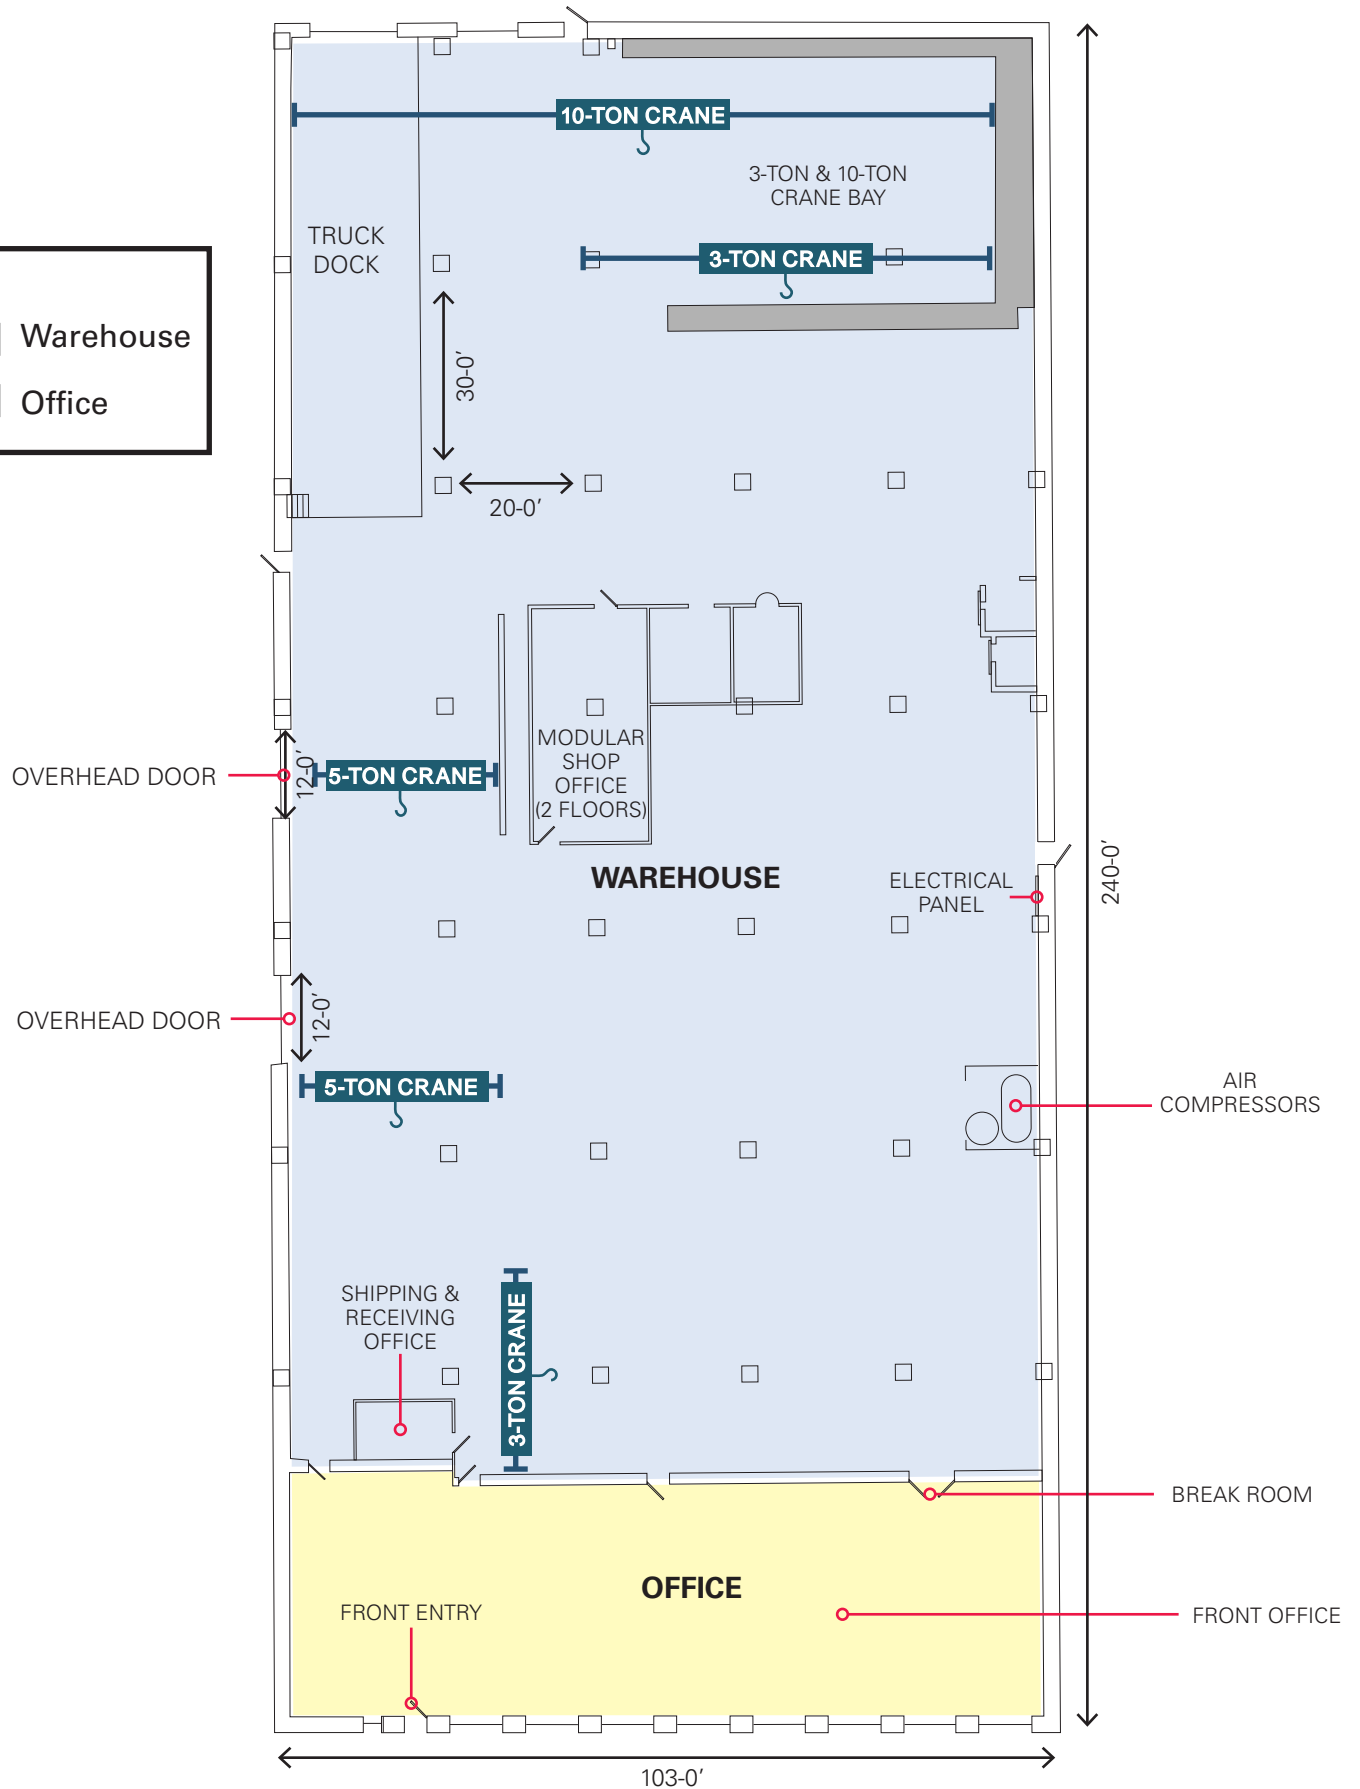 10-TON CRANE
3-TON & 10-TON
CRANE BAY
TRUCK
DOCK
3-TON CRANE
Warehouse
Office
30-0′
20-0′
MODULAR
SHOP
OFFICE
(2 FLOORS)
OVERHEAD DOOR
12-0′
5-TON CRANE
WAREHOUSE
ELECTRICAL
PANEL
240-0′
OVERHEAD DOOR
12-0′
5-TON CRANE
AIR
COMPRESSORS
SHIPPING &
RECEIVING
OFFICE
3-TON CRANE
BREAK ROOM
OFFICE
FRONT ENTRY
FRONT OFFICE
103-0′